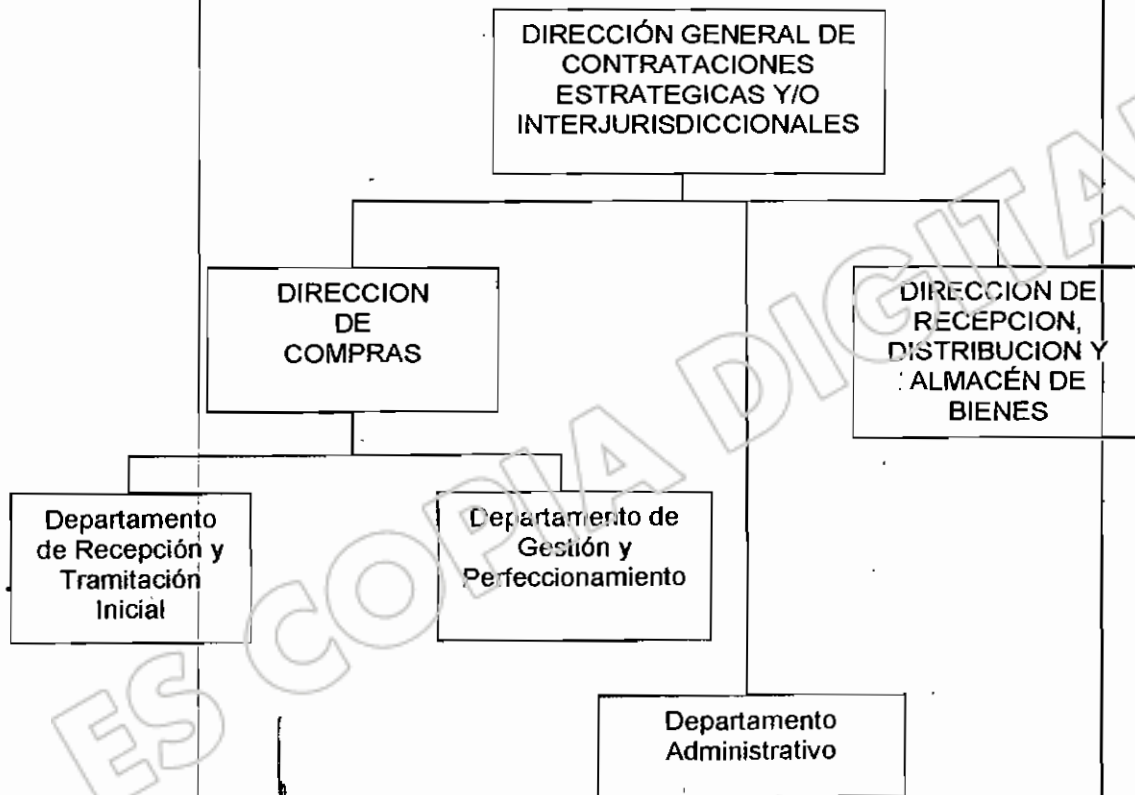 DIRECCIÓN GENERAL DE
CONTRATACIONES
ESTRATEGICAS Y/O
INTERJURISDICCIONALES
DIRECCION
DE
COMPRAS
DIRECCION DE
RECEPCION,
DISTRIBUCION Y
ALMACÉN DE
BIENES
Departamento
de Recepción y
Tramitación
Inicial
Departamento de
Gestión y
Perfeccionamiento
Departamento
Administrativo
ES COPIA DIGITA